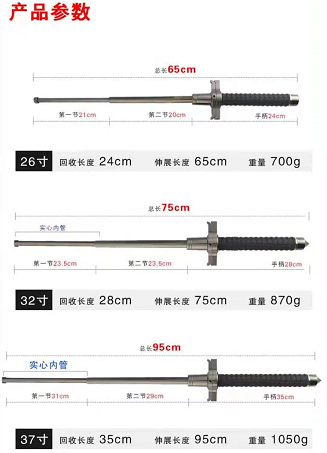 产品参数
总长65cm
第一节21cm 第二节20cm 手柄24cm
26寸 回收长度 24cm 伸展长度 65cm 重量 700g
总长75cm
实心内管
第一节23.5cm 第二节23.5cm 手柄28cm
32寸 回收长度 28cm 伸展长度 75cm 重量 870g
总长95cm
实心内管
第一节31cm 第二节29cm 手柄35cm
37寸 回收长度 35cm 伸展长度 95cm 重量 1050g